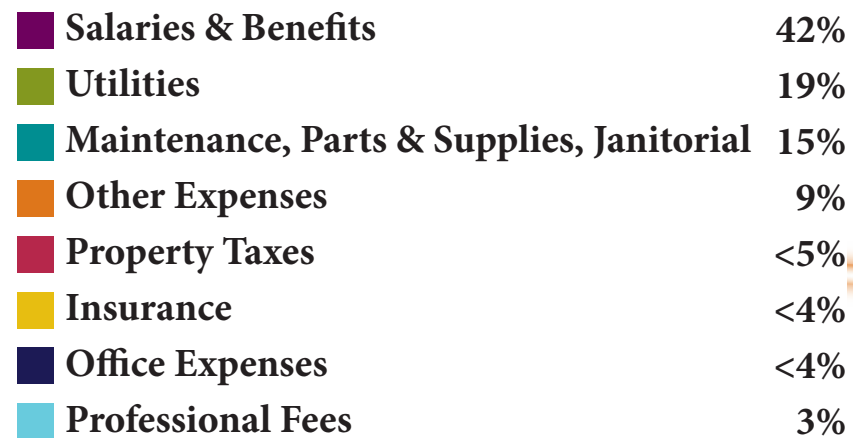 Salaries & Benefits 42%
Utilities 19%
Maintenance, Parts & Supplies, Janitorial 15%
Other Expenses 9%
Property Taxes <5%
Insurance <4%
Office Expenses <4%
Professional Fees 3%